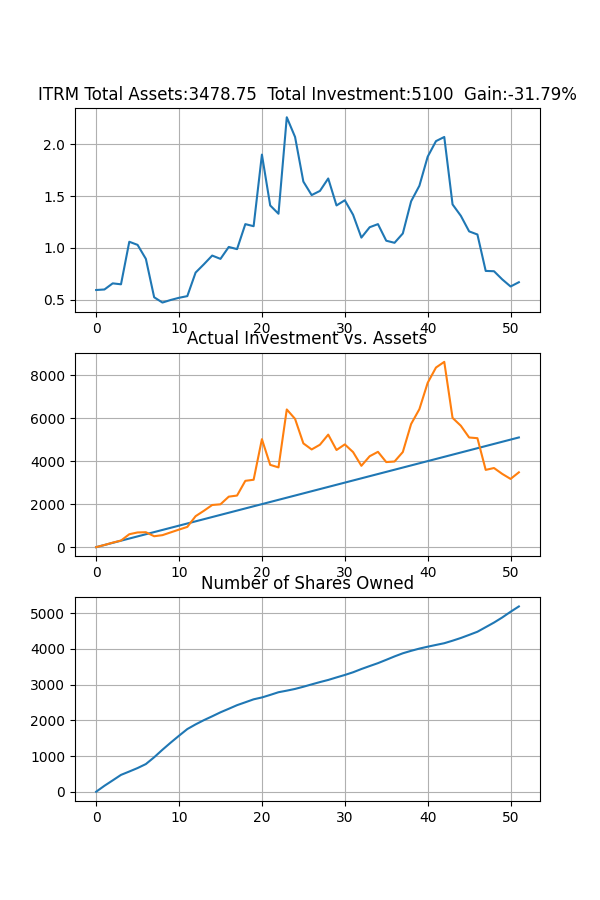 ITRM Total Assets:3478.75  Total Investment:5100  Gain:-31.79%
2.0
1.5
1.0
0.5
0 10 20 30 40 50
Actual Investment vs. Assets
8000
6000
4000
2000
0
0 10 20 30 40 50
Number of Shares Owned
5000
4000
3000
2000
1000
0
0 10 20 30 40 50